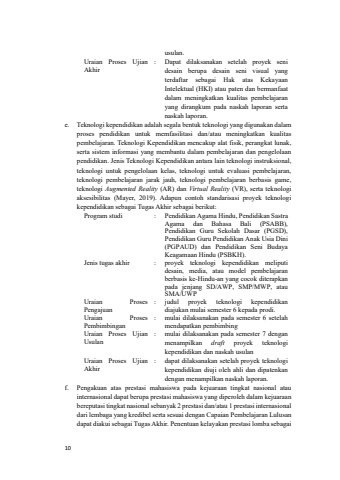 usulan.
Uraian Proses Ujian : Dapat dilaksanakan setelah proyek seni
Akhir desain berupa desain seni visual yang
terdaftar sebagai Hak atas Kekayaan
Intelektual (HKI) atau paten dan bermanfaat
dalam meningkatkan kualitas pembelajaran
yang dirangkum pada naskah laporan serta
naskah laporan.
e. Teknologi kependidikan adalah segala bentuk teknologi yang digunakan dalam
proses pendidikan untuk memfasilitasi dan/atau meningkatkan kualitas
pembelajaran. Teknologi Kependidikan mencakup alat fisik, perangkat lunak,
serta sistem informasi yang membantu dalam pembelajaran dan pengelolaan
pendidikan. Jenis Teknologi Kependidikan antara lain teknologi instruksional,
teknologi untuk pengelolaan kelas, teknologi untuk evaluasi pembelajaran,
teknologi pembelajaran jarak jauh, teknologi pembelajaran berbasis game,
teknologi Augmented Reality (AR) dan Virtual Reality (VR), serta teknologi
aksesibilitas (Mayer, 2019). Adapun contoh standarisasi proyek teknologi
kependidikan sebagai Tugas Akhir sebagai berikut:
Program studi : Pendidikan Agama Hindu, Pendidikan Sastra
Agama dan Bahasa Bali (PSABB),
Pendidikan Guru Sekolah Dasar (PGSD),
Pendidikan Guru Pendidikan Anak Usia Dini
(PGPAUD) dan Pendidikan Seni Budaya
Keagamaan Hindu (PSBKH).
Jenis tugas akhir : proyek teknologi kependidikan meliputi
desain, media, atau model pembelajaran
berbasis ke-Hindu-an yang cocok diterapkan
pada jenjang SD/AWP, SMP/MWP, atau
SMA/UWP
Uraian Proses : judul proyek teknologi kependidikan
Pengajuan diajukan mulai semester 6 kepada prodi.
Uraian Proses : mulai dilaksanakan pada semester 6 setelah
Pembimbingan mendapatkan pembimbing
Uraian Proses Ujian : mulai dilaksanakan pada semester 7 dengan
Usulan menampilkan draft proyek teknologi
kependidikan dan naskah usulan
Uraian Proses Ujian : dapat dilaksanakan setelah proyek teknologi
Akhir kependidikan diuji oleh ahli dan dipatenkan
dengan menampilkan naskah laporan.
f. Pengakuan atas prestasi mahasiswa pada kejuaraan tingkat nasional atau
internasional dapat berupa prestasi mahasiswa yang diperoleh dalam kejuaraan
bereputasi tingkat nasional sebanyak 2 prestasi dan/atau 1 prestasi internasional
dari lembaga yang kredibel serta sesuai dengan Capaian Pembelajaran Lulusan
dapat diakui sebagai Tugas Akhir. Penentuan kelayakan prestasi lomba sebagai
10